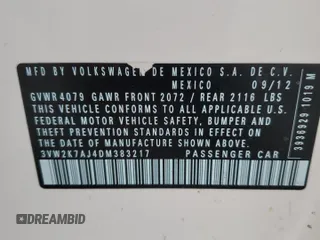 MFD BY VOLKSWAGEN DE MEXICO S.A. DE C.V.
MEXICO 09/12
GVWR 4079 GAWR FRONT 2072 / REAR 2116 LBS
THIS VEHICLE CONFORMS TO ALL APPLICABLE U.S.
FEDERAL MOTOR VEHICLE SAFETY, BUMPER AND
THEFT PREVENTION STANDARDS IN EFFECT ON
THE DATE OF MANUFACTURE SHOWN ABOVE.
3VW2K7AJ4DM383217 PASSENGER CAR
3936929 1019 M
© DREAMBID
DREAMBID